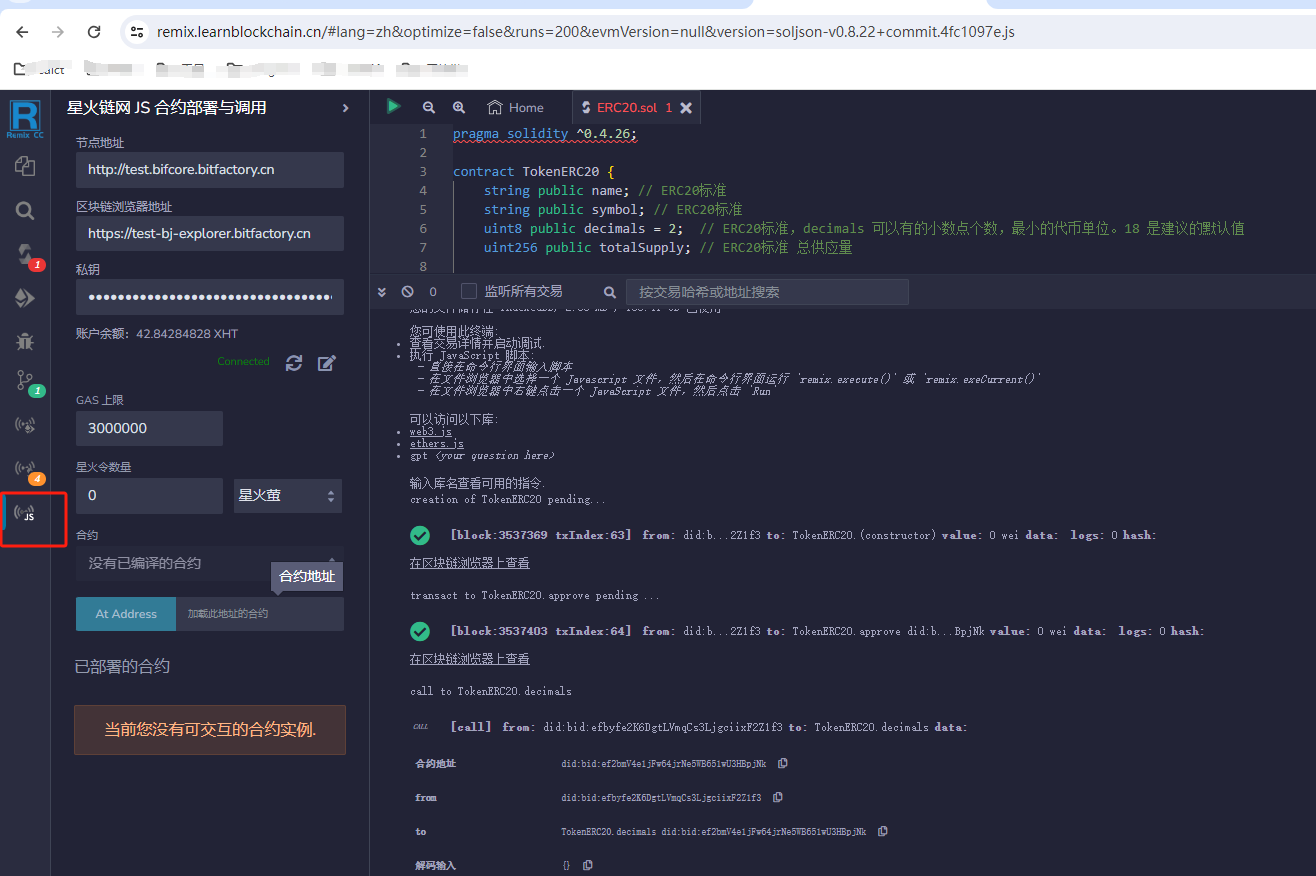 remix.learnblockchain.cn/#lang=zh&optimize=false&runs=200&evmVersion=null&version=soljson-v0.8.22+commit.4fc1097e.js
Remix CC
星火链网 JS 合约部署与调用
节点地址
http://test.bifcore.bitfactory.cn
区块链浏览器地址
https://test-bj-explorer.bitfactory.cn
私钥
••••••••••••••••••••••••••••••••••
账户余额：42.84284828 XHT
Connected
GAS 上限
3000000
星火令数量
0
星火萤
合约
没有已编译的合约
合约地址
At Address
加载此地址的合约
已部署的合约
当前您没有可交互的合约实例.
1
1
4
JS
Home
ERC20.sol 1
1 pragma solidity ^0.4.26;
2
3 contract TokenERC20 {
4 string public name; // ERC20标准
5 string public symbol; // ERC20标准
6 uint8 public decimals = 2; // ERC20标准，decimals 可以有的小数点个数，最小的代币单位。18 是建议的默认值
7 uint256 public totalSupply; // ERC20标准 总供应量
8
0
监听所有交易
按交易哈希或地址搜索
您可使用此终端:
• 查看交易详情并启动调试.
• 执行 JavaScript 脚本:
- 直接在命令行界面输入脚本
- 在文件浏览器中选择一个 Javascript 文件，然后在命令行界面运行 `remix.execute()` 或 `remix.exeCurrent()`
- 在文件浏览器中右键点击一个 JavaScript 文件，然后点击 `Run`
可以访问以下库:
• web3.js
• ethers.js
• gpt <your question here>
输入库名查看可用的指令.
creation of TokenERC20 pending...
[block:3537369 txIndex:63] from: did:b...2Z1f3 to: TokenERC20.(constructor) value: 0 wei data: logs: 0 hash:
在区块链浏览器上查看
transact to TokenERC20.approve pending ...
[block:3537403 txIndex:64] from: did:b...2Z1f3 to: TokenERC20.approve did:b...BpjNk value: 0 wei data: logs: 0 hash:
在区块链浏览器上查看
call to TokenERC20.decimals
CALL [call] from: did:bid:efbyfe2K6DgtLVmqCs3LjgciixF2Z1f3 to: TokenERC20.decimals data:
合约地址 did:bid:ef2bmV4e1jFw64jrNe5WB651wU3HBpjNk
from did:bid:efbyfe2K6DgtLVmqCs3LjgciixF2Z1f3
to TokenERC20.decimals did:bid:ef2bmV4e1jFw64jrNe5WB651wU3HBpjNk
解码输入 {}